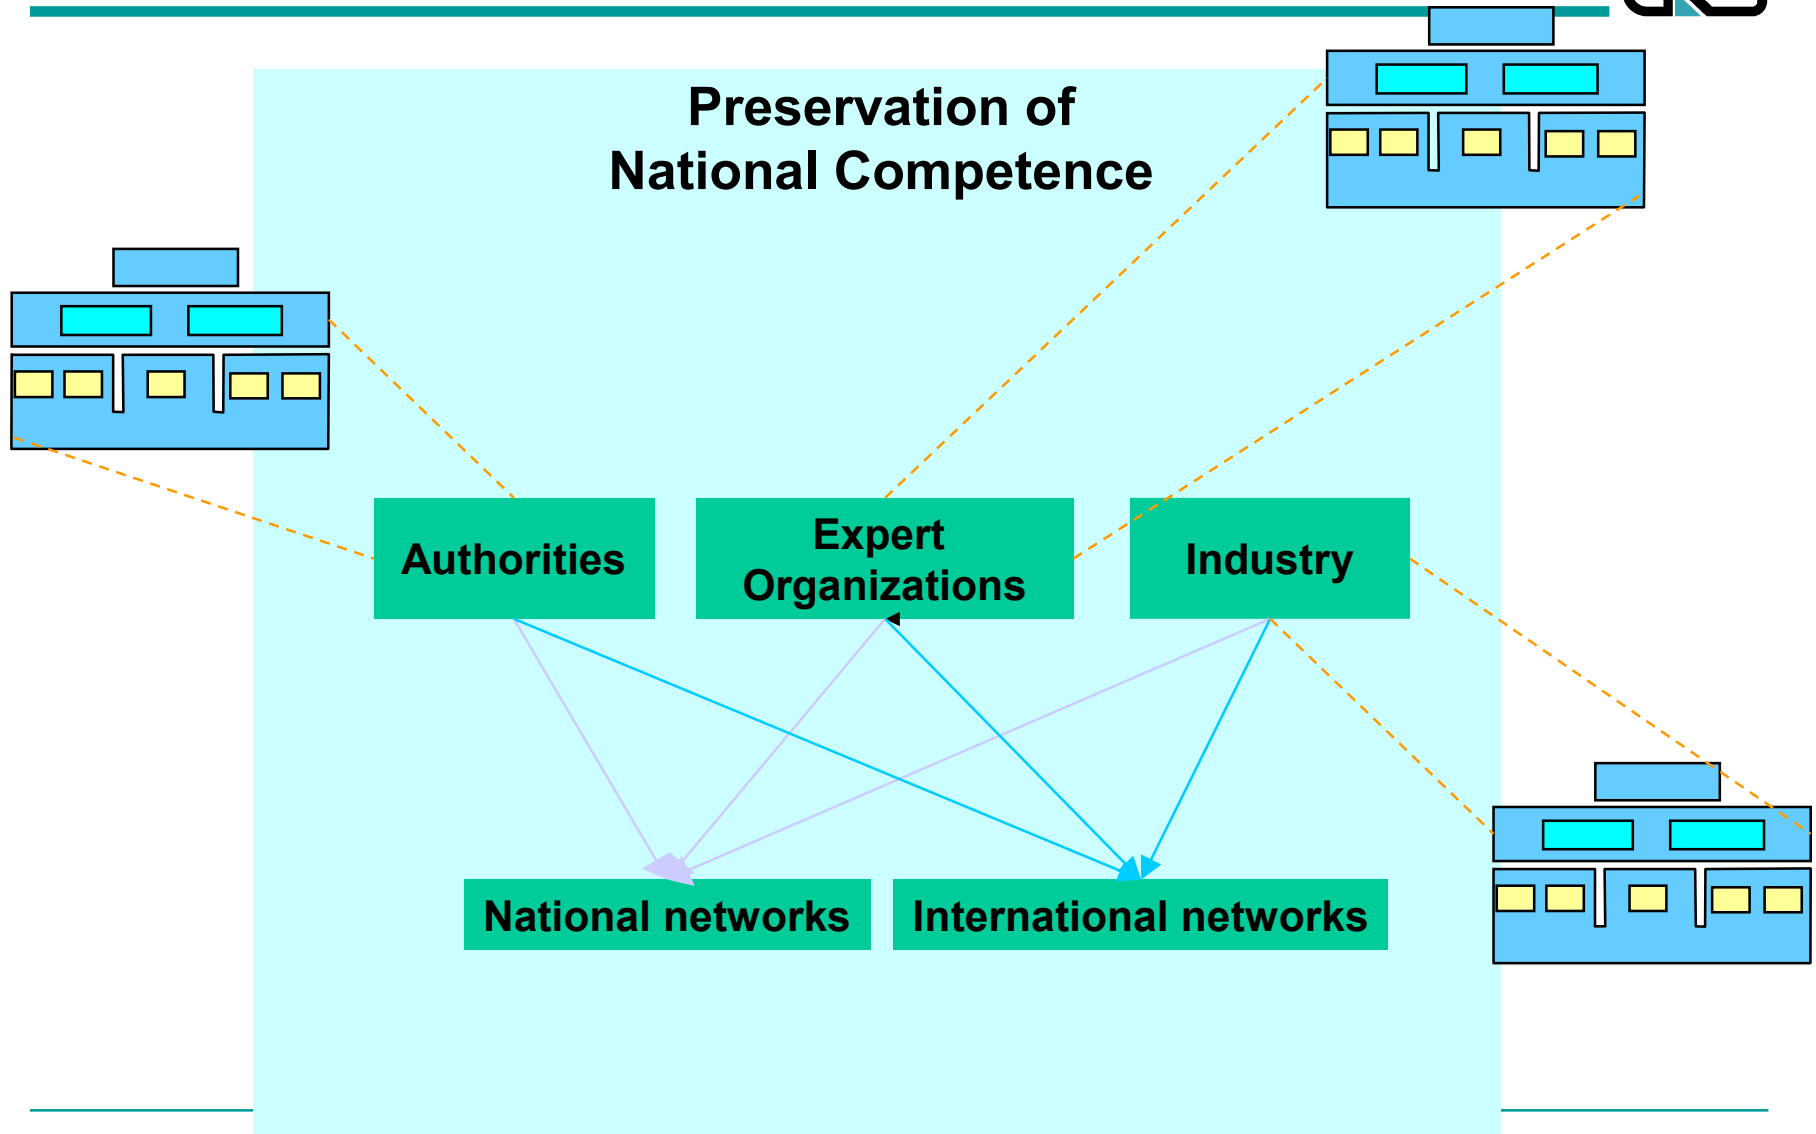 Preservation of
National Competence
Authorities
Expert
Organizations
Industry
National networks
International networks